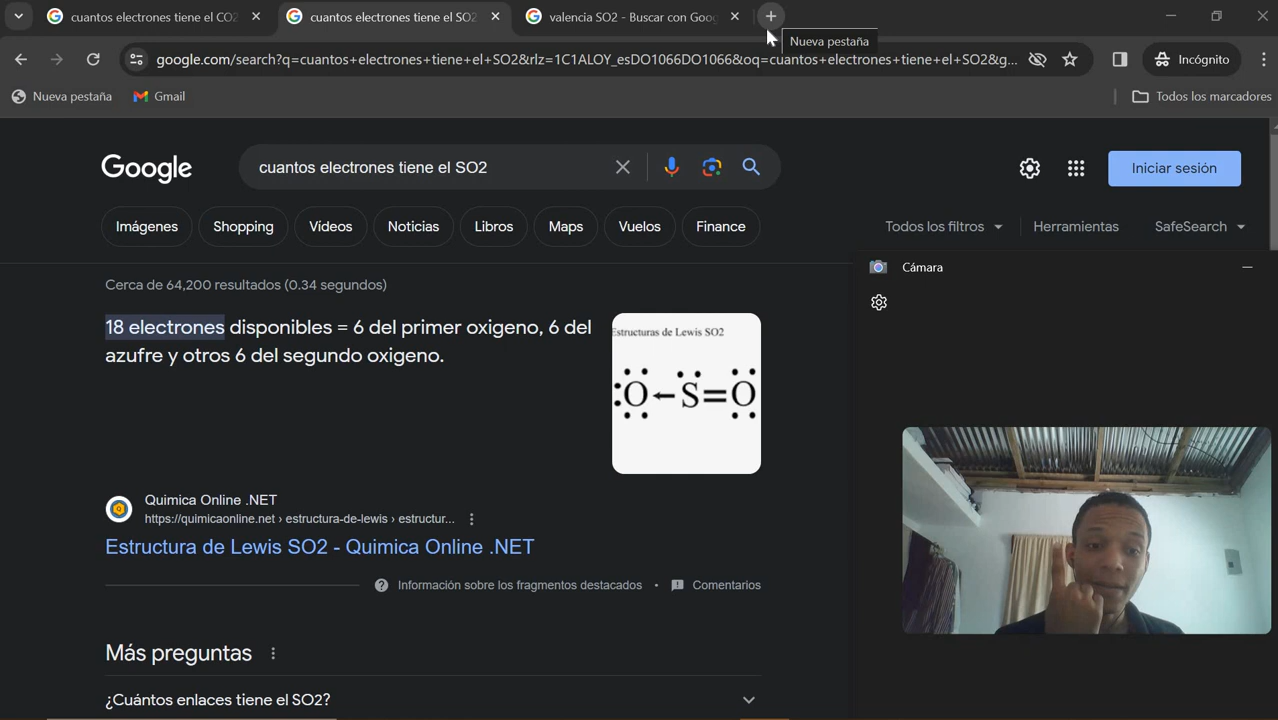 cuantos electrones tiene el CO2
cuantos electrones tiene el SO2
valencia SO2 - Buscar con Goog
Nueva pestaña
google.com/search?q=cuantos+electrones+tiene+el+SO2&rlz=1C1ALOY_esDO1066DO1066&oq=cuantos+electrones+tiene+el+SO2&g...
Incógnito
Nueva pestaña
Gmail
Todos los marcadores
Google
cuantos electrones tiene el SO2
Iniciar sesión
Imágenes
Shopping
Videos
Noticias
Libros
Maps
Vuelos
Finance
Todos los filtros
Herramientas
SafeSearch
Cerca de 64,200 resultados (0.34 segundos)
Cámara
18 electrones disponibles = 6 del primer oxigeno, 6 del
azufre y otros 6 del segundo oxigeno.
Estructuras de Lewis SO2
:O ← S = O
Quimica Online .NET
https://quimicaonline.net › estructura-de-lewis › estructur...
Estructura de Lewis SO2 - Quimica Online .NET
Información sobre los fragmentos destacados
•
Comentarios
Más preguntas
¿Cuántos enlaces tiene el SO2?